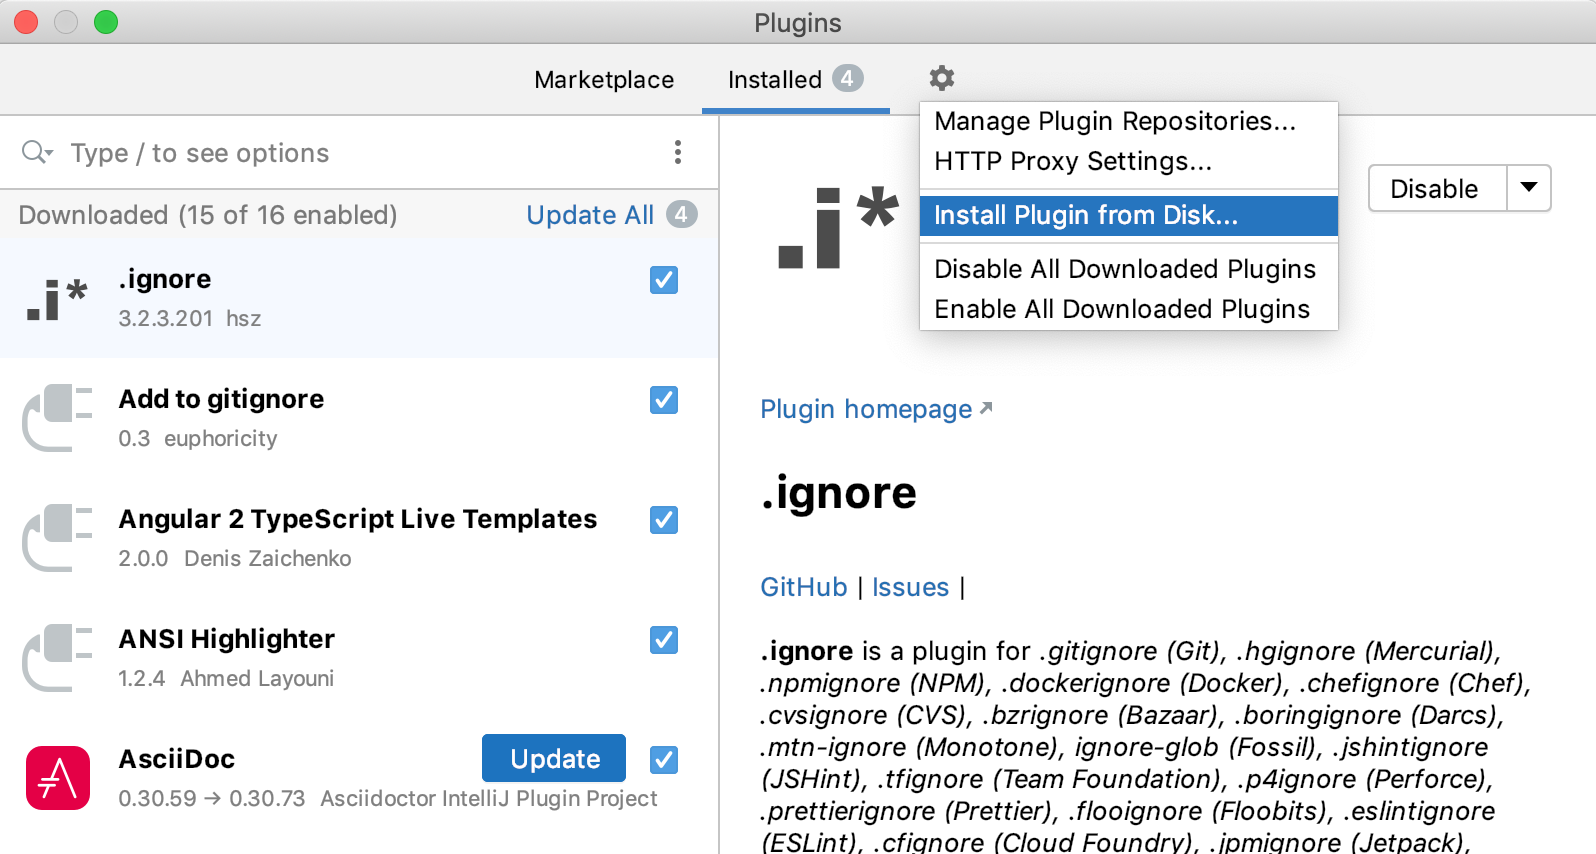 Plugins
Marketplace
Installed 4
Type / to see options
Downloaded (15 of 16 enabled)
Update All 4
.i* .ignore
3.2.3.201 hsz
Add to gitignore
0.3 euphoricity
Angular 2 TypeScript Live Templates
2.0.0 Denis Zaichenko
ANSI Highlighter
1.2.4 Ahmed Layouni
AsciiDoc
Update
0.30.59 → 0.30.73 Asciidoctor IntelliJ Plugin Project
Manage Plugin Repositories...
HTTP Proxy Settings...
Install Plugin from Disk...
Disable All Downloaded Plugins
Enable All Downloaded Plugins
.i*
Disable
Plugin homepage ↗
.ignore
GitHub | Issues |
.ignore is a plugin for .gitignore (Git), .hgignore (Mercurial),
.npmignore (NPM), .dockerignore (Docker), .chefignore (Chef),
.cvsignore (CVS), .bzrignore (Bazaar), .boringignore (Darcs),
.mtn-ignore (Monotone), ignore-glob (Fossil), .jshintignore
(JSHint), .tfignore (Team Foundation), .p4ignore (Perforce),
.prettierignore (Prettier), .flooignore (Floobits), .eslintignore
(ESLint), .cfignore (Cloud Foundry), .jpmignore (Jetpack),